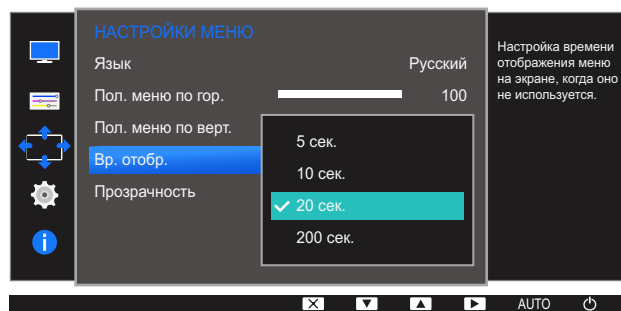 НАСТРОЙКИ МЕНЮ
Язык Русский
Пол. меню по гор. 100
Пол. меню по верт.
Вр. отобр.
Прозрачность
5 сек.
10 сек.
20 сек.
200 сек.
Настройка времени
отображения меню
на экране, когда оно
не используется.
AUTO